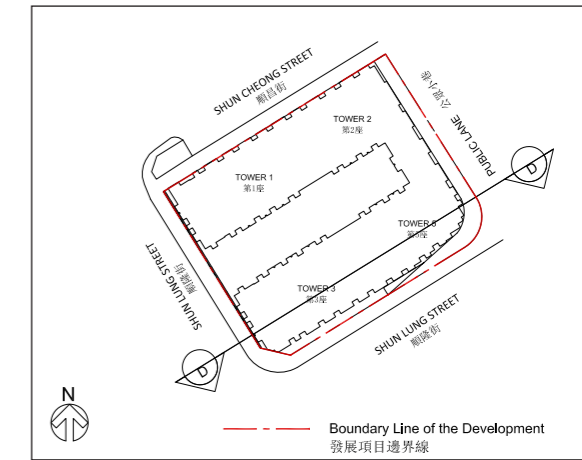 SHUN CHEONG STREET
順昌街
PUBLIC LANE 公眾小巷
TOWER 2
第2座
TOWER 1
第1座
D
TOWER 5
第5座
SHUN LUNG STREET
順隆街
TOWER 3
第3座
SHUN LUNG STREET
順隆街
D
N
Boundary Line of the Development
發展項目邊界線